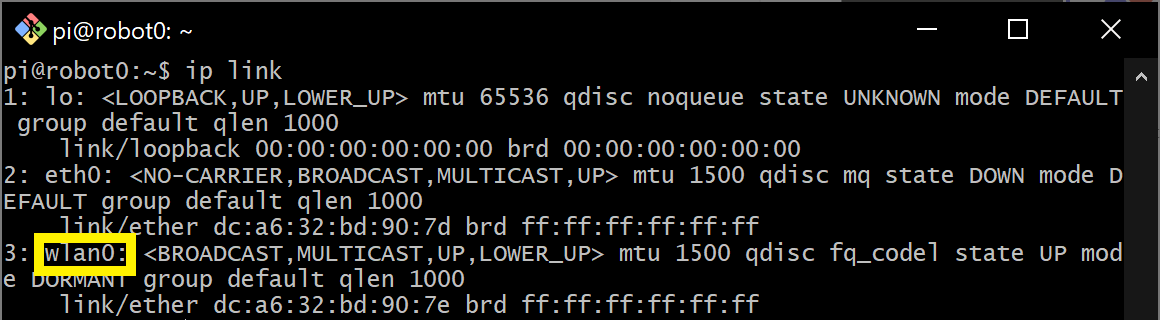 pi@robot0: ~
pi@robot0:~$ ip link
1: lo: <LOOPBACK,UP,LOWER_UP> mtu 65536 qdisc noqueue state UNKNOWN mode DEFAULT
 group default qlen 1000
    link/loopback 00:00:00:00:00:00 brd 00:00:00:00:00:00
2: eth0: <NO-CARRIER,BROADCAST,MULTICAST,UP> mtu 1500 qdisc mq state DOWN mode D
EFAULT group default qlen 1000
    link/ether dc:a6:32:bd:90:7d brd ff:ff:ff:ff:ff:ff
3: wlan0: <BROADCAST,MULTICAST,UP,LOWER_UP> mtu 1500 qdisc fq_codel state UP mod
e DORMANT group default qlen 1000
    link/ether dc:a6:32:bd:90:7e brd ff:ff:ff:ff:ff:ff